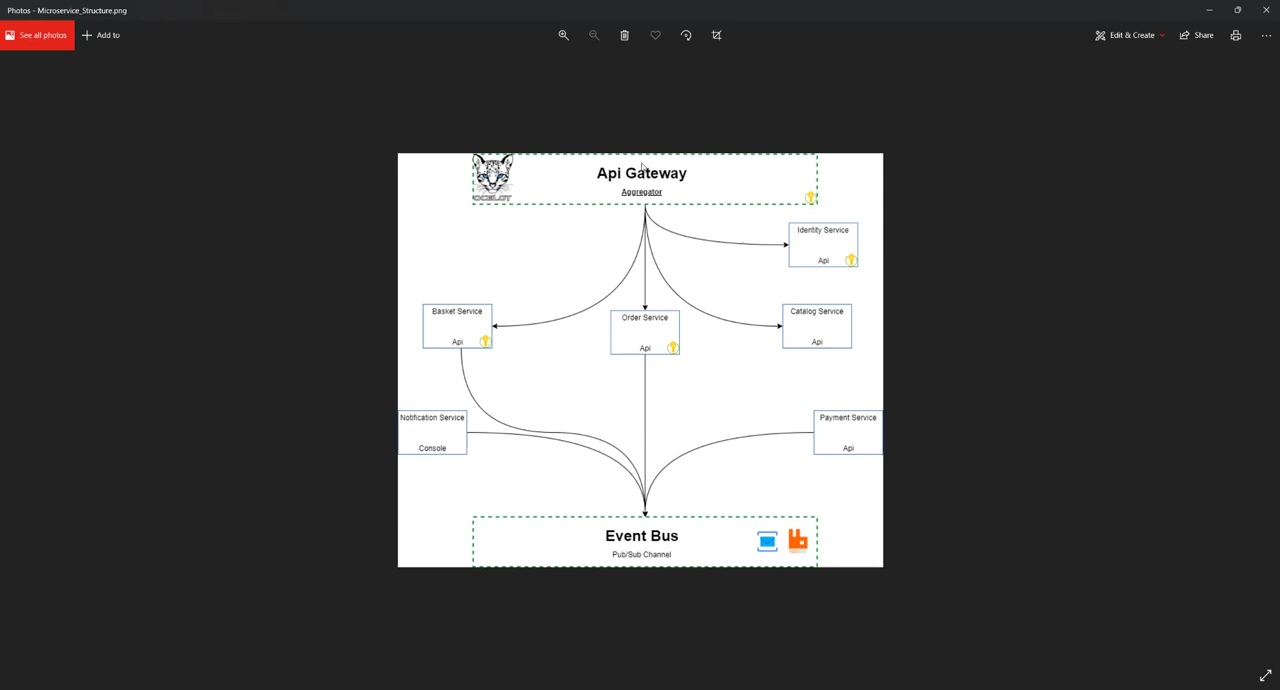 Photos - Microservice_Structure.png
See all photos
Add to
Edit & Create
Share
OCELOT
Api Gateway
Aggregator
Identity Service
Api
Basket Service
Api
Order Service
Api
Catalog Service
Api
Notification Service
Console
Payment Service
Api
Event Bus
Pub/Sub Channel